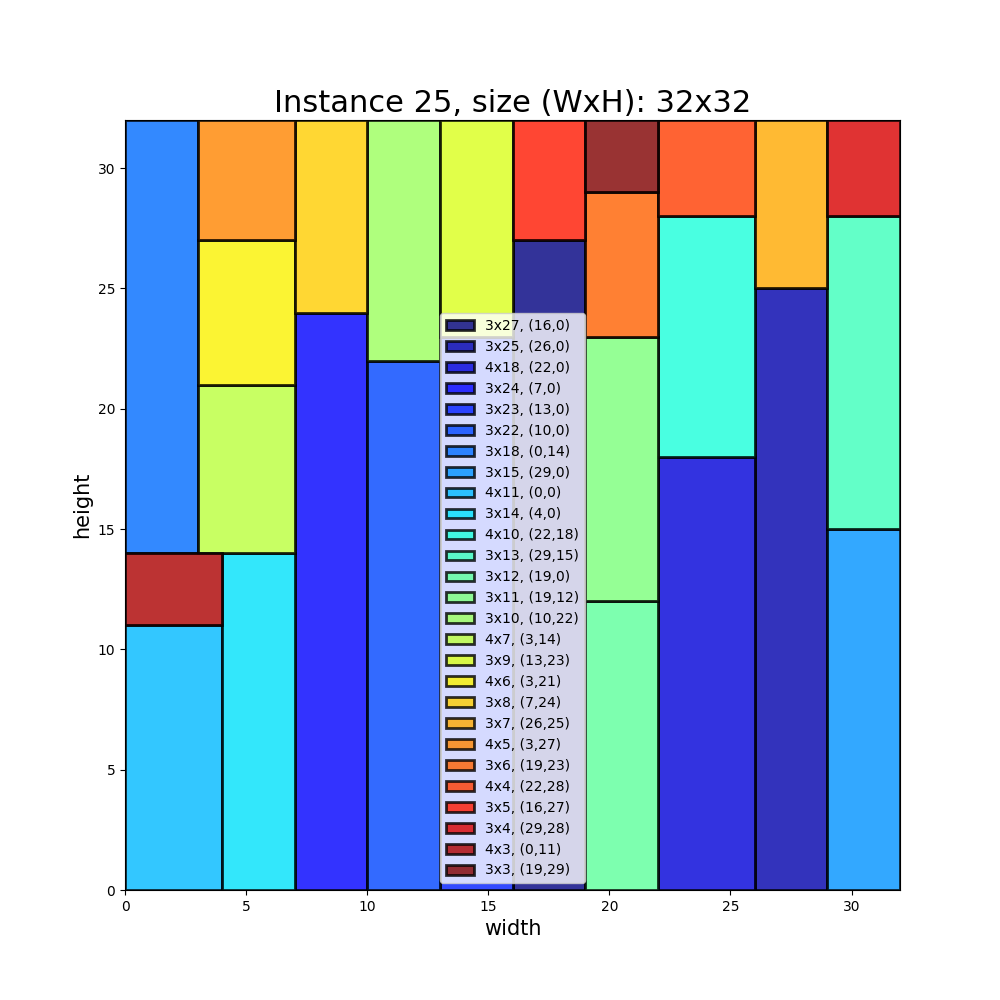 Instance 25, size (WxH): 32x32
height
30
25
20
15
10
5
0
3x27, (16,0)
3x25, (26,0)
4x18, (22,0)
3x24, (7,0)
3x23, (13,0)
3x22, (10,0)
3x18, (0,14)
3x15, (29,0)
4x11, (0,0)
3x14, (4,0)
4x10, (22,18)
3x13, (29,15)
3x12, (19,0)
3x11, (19,12)
3x10, (10,22)
4x7, (3,14)
3x9, (13,23)
4x6, (3,21)
3x8, (7,24)
3x7, (26,25)
4x5, (3,27)
3x6, (19,23)
4x4, (22,28)
3x5, (16,27)
3x4, (29,28)
4x3, (0,11)
3x3, (19,29)
0 5 10 15 20 25 30
width